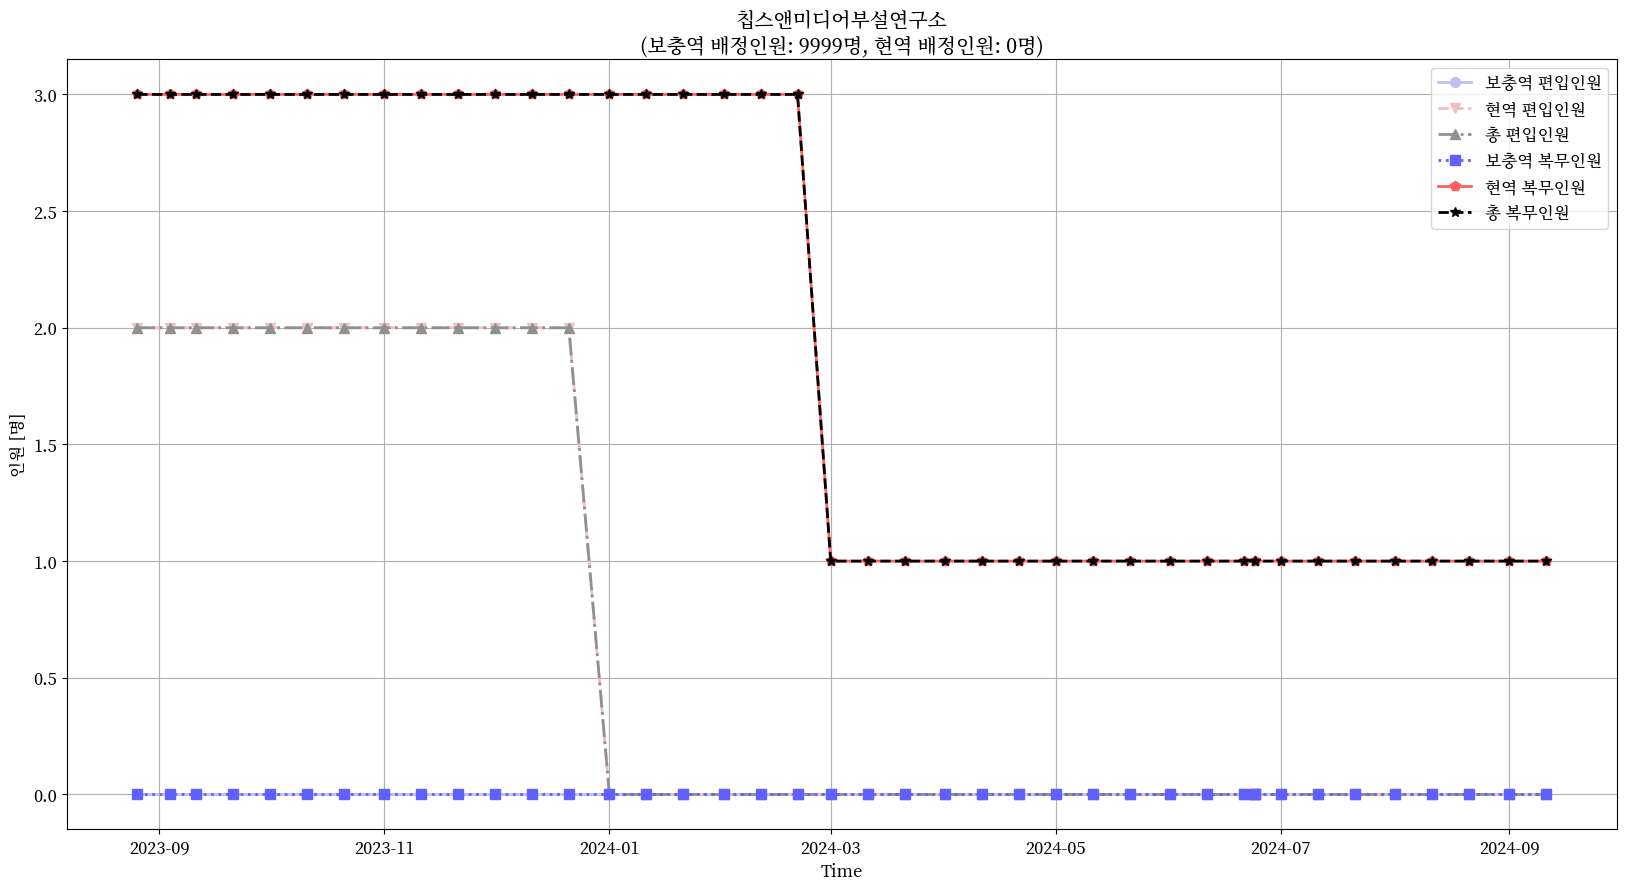 칩스앤미디어부설연구소
(보충역 배정인원: 9999명, 현역 배정인원: 0명)
보충역 편입인원
현역 편입인원
총 편입인원
보충역 복무인원
현역 복무인원
총 복무인원
3.0
2.5
2.0
1.5
1.0
0.5
0.0
인원 [명]
2023-09
2023-11
2024-01
2024-03
2024-05
2024-07
2024-09
Time